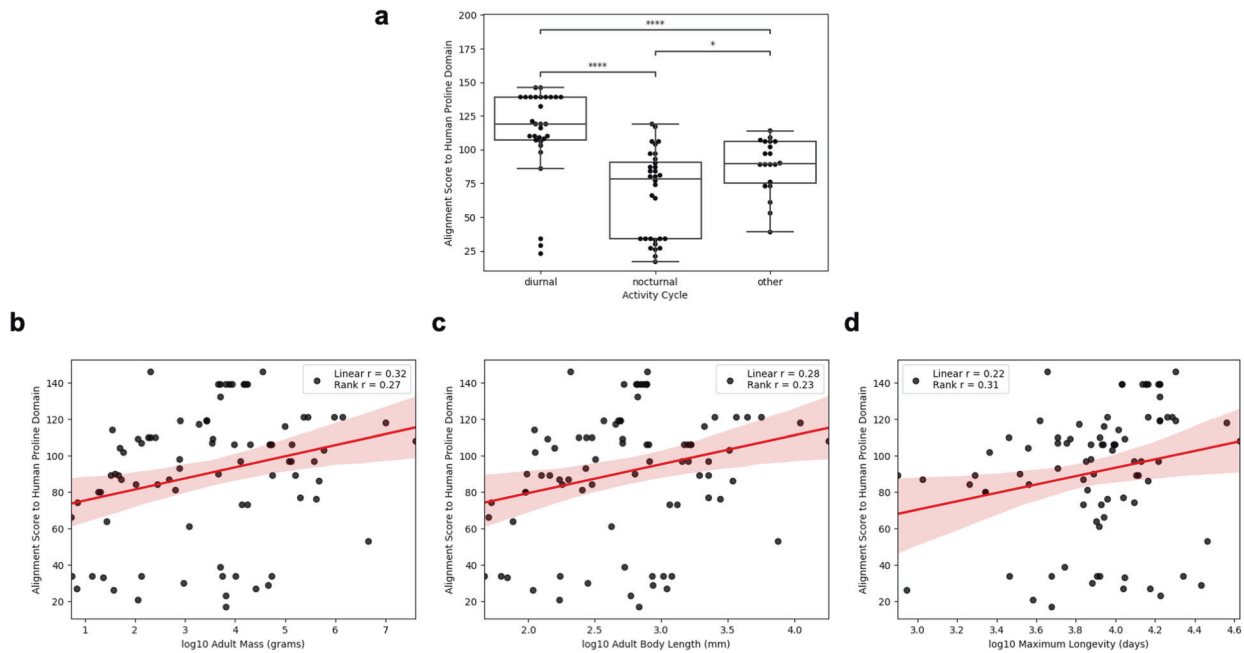 a
200
175
150
125
100
75
50
25
Alignment Score to Human Proline Domain
****
*
****
diurnal
nocturnal
other
Activity Cycle
b
140
120
100
80
60
40
20
Alignment Score to Human Proline Domain
Linear r = 0.32
Rank r = 0.27
1
2
3
4
5
6
7
log10 Adult Mass (grams)
c
140
120
100
80
60
40
20
Alignment Score to Human Proline Domain
Linear r = 0.28
Rank r = 0.23
2.0
2.5
3.0
3.5
4.0
log10 Adult Body Length (mm)
d
140
120
100
80
60
40
20
Alignment Score to Human Proline Domain
Linear r = 0.22
Rank r = 0.31
3.0
3.2
3.4
3.6
3.8
4.0
4.2
4.4
4.6
log10 Maximum Longevity (days)